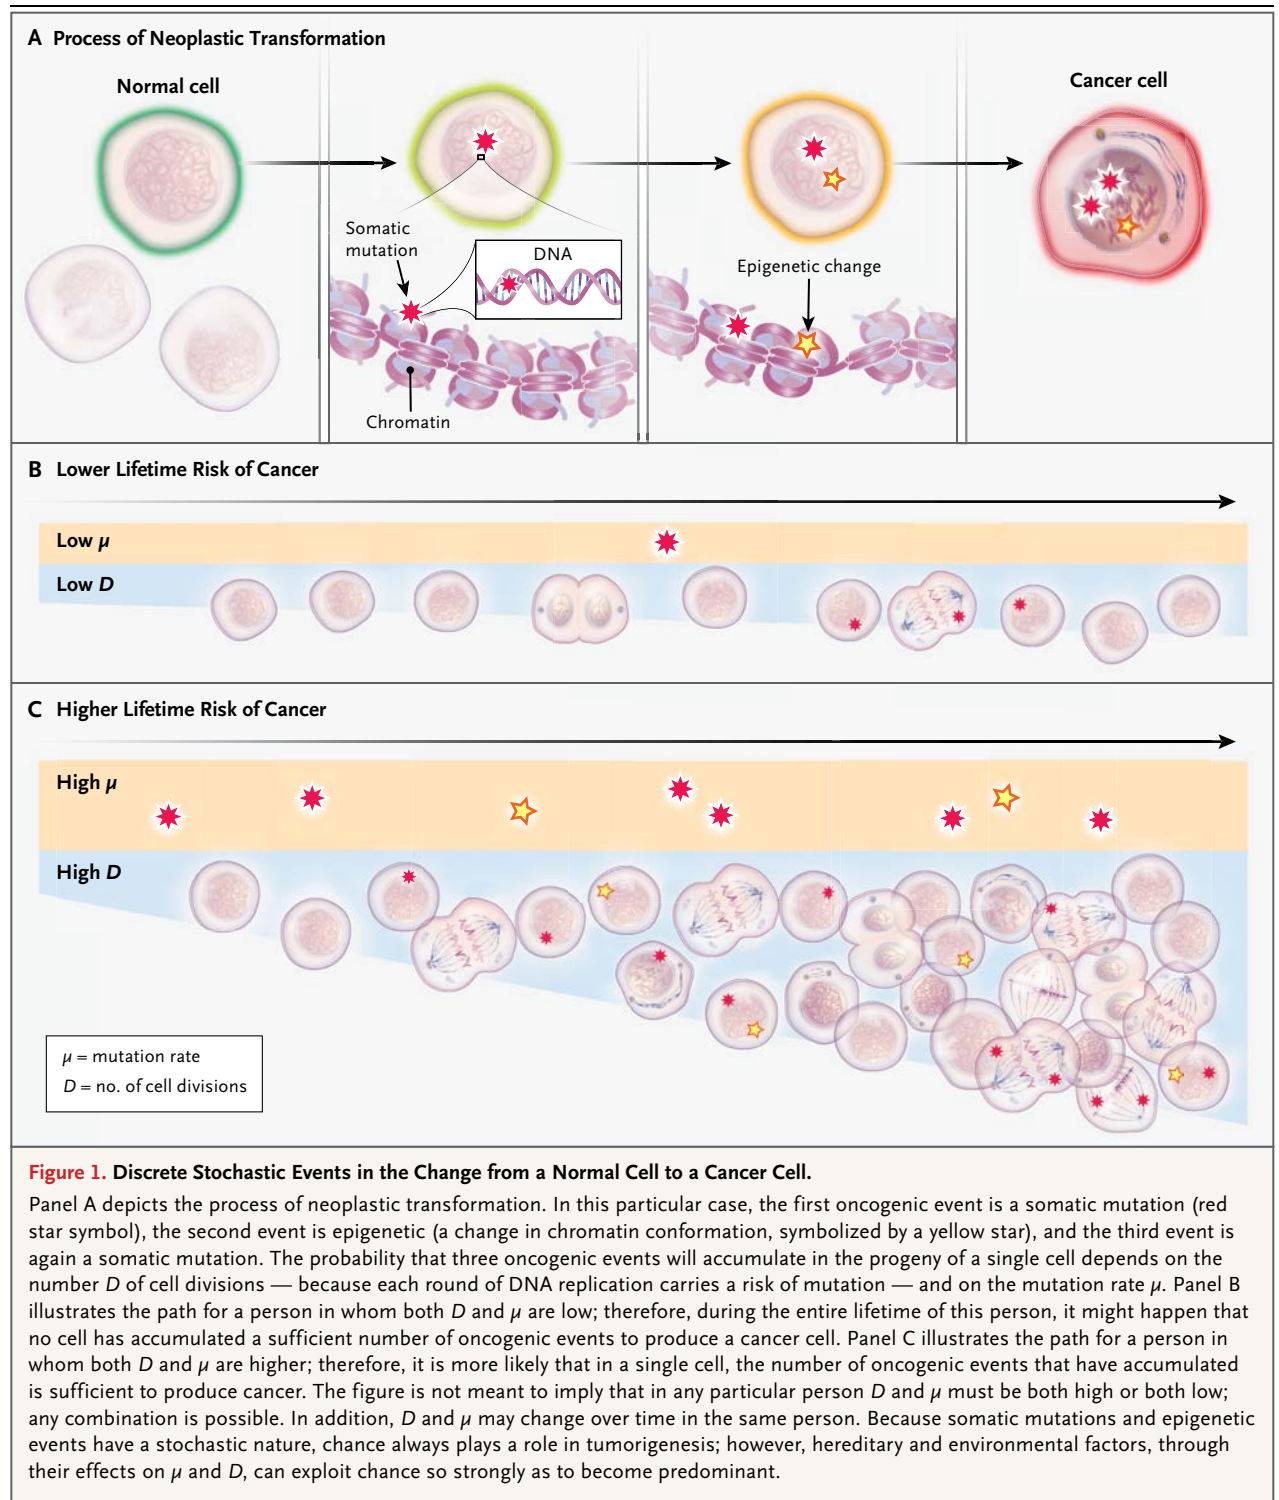 A Process of Neoplastic Transformation
Normal cell
Cancer cell
Somatic
mutation
DNA
Chromatin
Epigenetic change
B Lower Lifetime Risk of Cancer
Low μ
Low D
C Higher Lifetime Risk of Cancer
High μ
High D
μ = mutation rate
D = no. of cell divisions
Figure 1. Discrete Stochastic Events in the Change from a Normal Cell to a Cancer Cell.
Panel A depicts the process of neoplastic transformation. In this particular case, the first oncogenic event is a somatic mutation (red
star symbol), the second event is epigenetic (a change in chromatin conformation, symbolized by a yellow star), and the third event is
again a somatic mutation. The probability that three oncogenic events will accumulate in the progeny of a single cell depends on the
number D of cell divisions — because each round of DNA replication carries a risk of mutation — and on the mutation rate μ. Panel B
illustrates the path for a person in whom both D and μ are low; therefore, during the entire lifetime of this person, it might happen that
no cell has accumulated a sufficient number of oncogenic events to produce a cancer cell. Panel C illustrates the path for a person in
whom both D and μ are higher; therefore, it is more likely that in a single cell, the number of oncogenic events that have accumulated
is sufficient to produce cancer. The figure is not meant to imply that in any particular person D and μ must be both high or both low;
any combination is possible. In addition, D and μ may change over time in the same person. Because somatic mutations and epigenetic
events have a stochastic nature, chance always plays a role in tumorigenesis; however, hereditary and environmental factors, through
their effects on μ and D, can exploit chance so strongly as to become predominant.